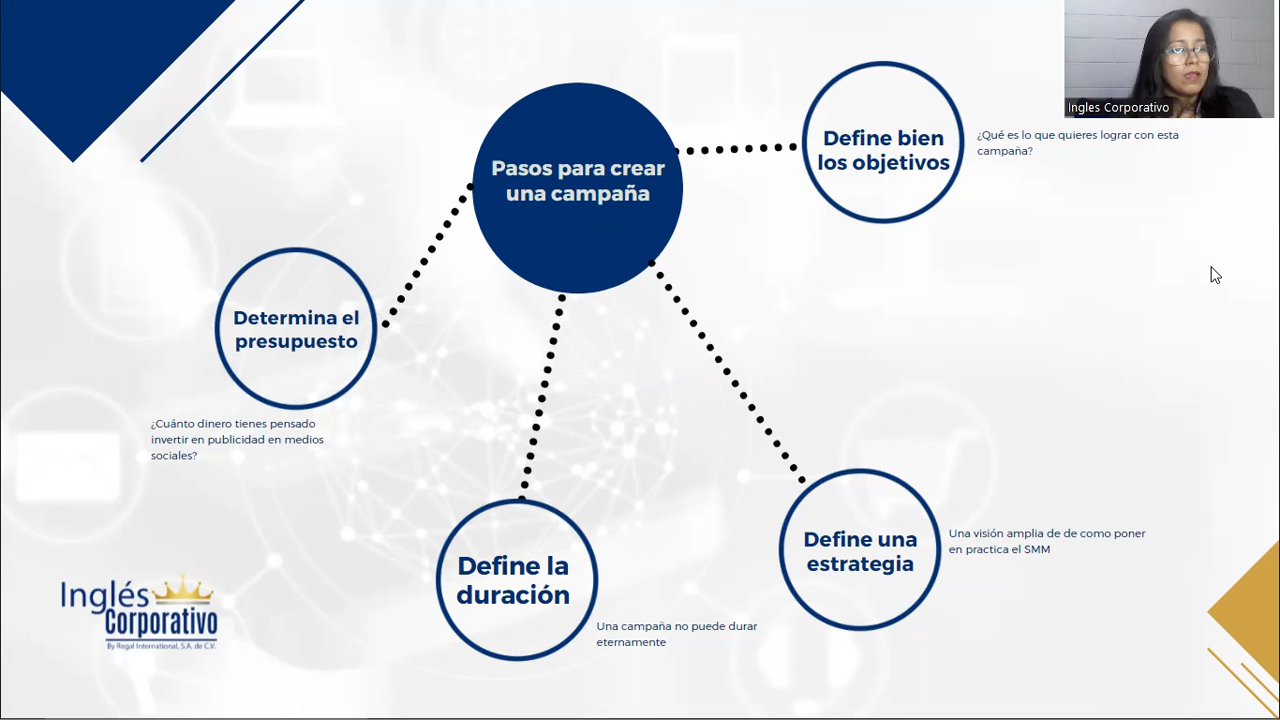 Ingles Corporativo
Pasos para crear
una campaña
Define bien
los objetivos
¿Qué es lo que quieres lograr con esta
campaña?
Determina el
presupuesto
¿Cuánto dinero tienes pensado
invertir en publicidad en medios
sociales?
Define una
estrategia
Una visión amplia de de como poner
en practica el SMM
Define la
duración
Una campaña no puede durar
eternamente
Inglés
Corporativo
By Regal International, S.A. de C.V.